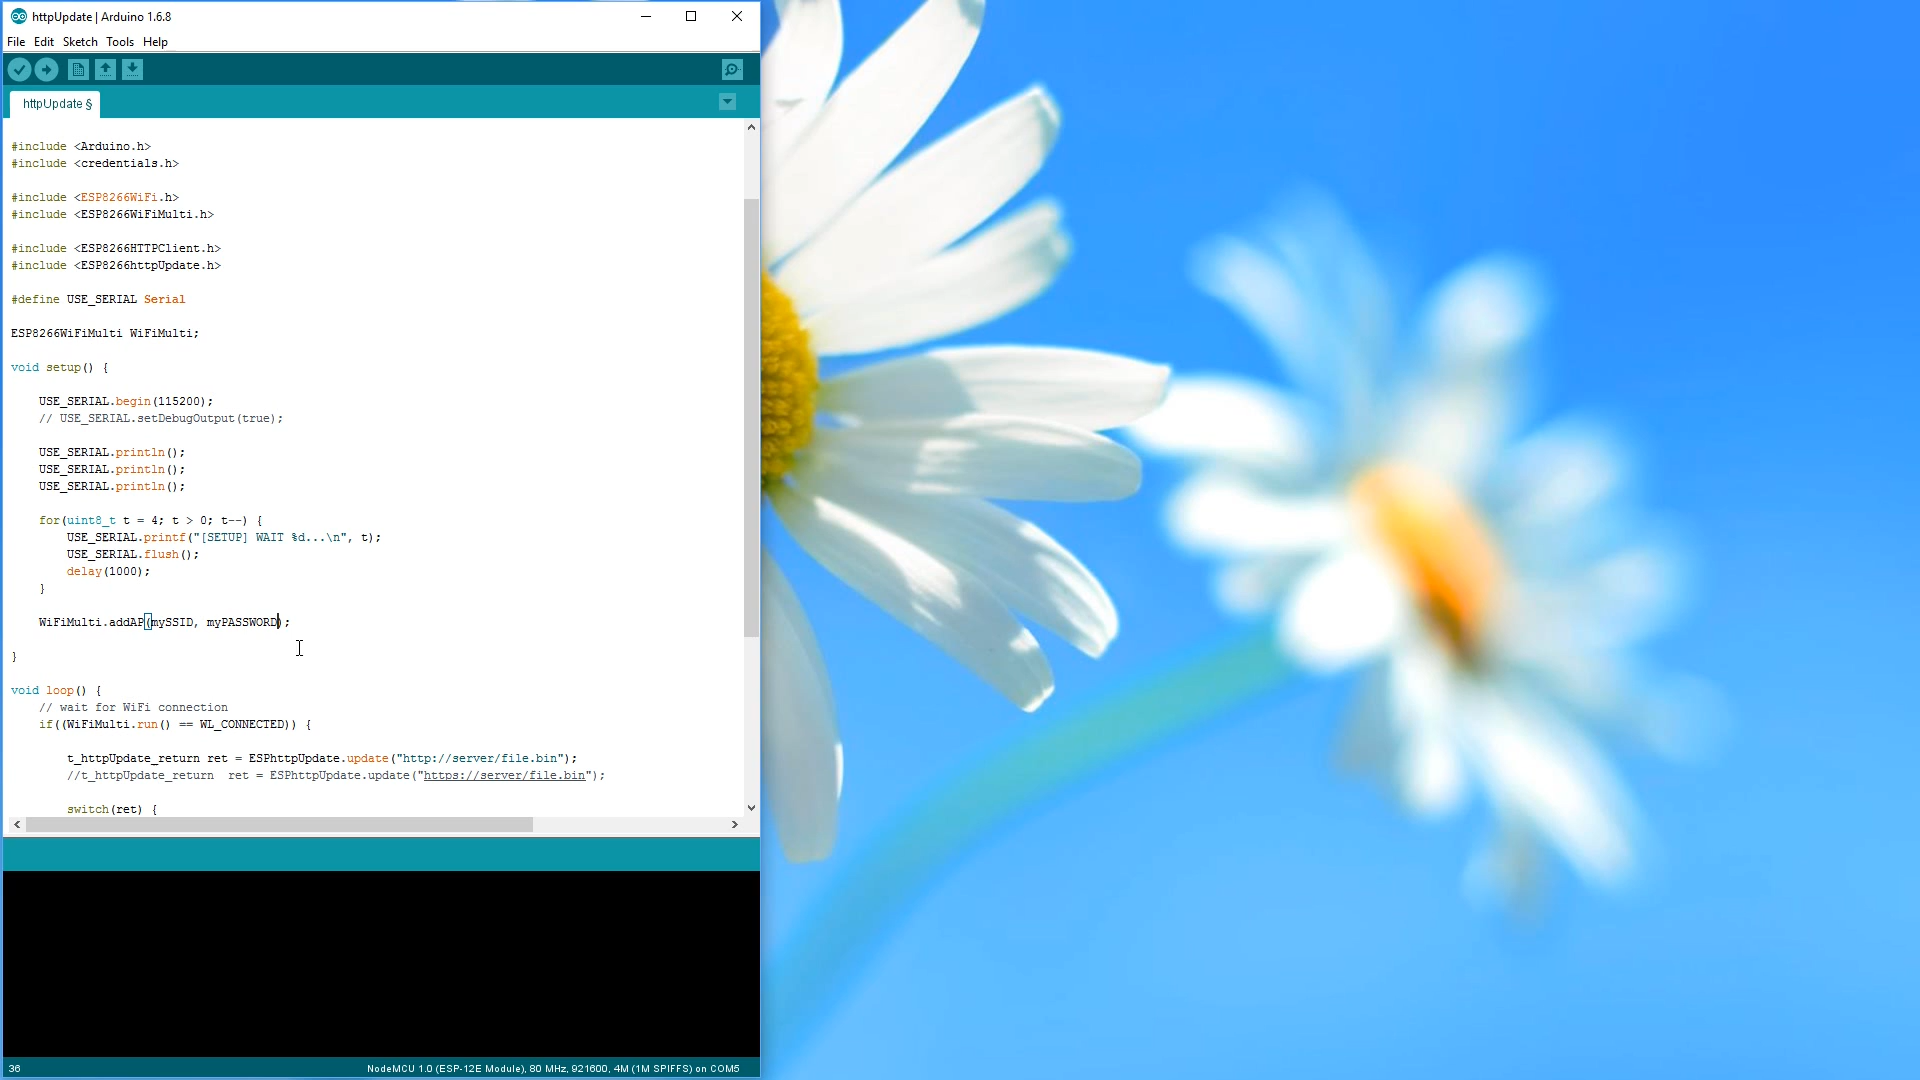 httpUpdate | Arduino 1.6.8
File Edit Sketch Tools Help
httpUpdate §
#include <Arduino.h>
#include <credentials.h>
#include <ESP8266WiFi.h>
#include <ESP8266WiFiMulti.h>
#include <ESP8266HTTPClient.h>
#include <ESP8266httpUpdate.h>
#define USE_SERIAL Serial
ESP8266WiFiMulti WiFiMulti;
void setup() {
USE_SERIAL.begin(115200);
// USE_SERIAL.setDebugOutput(true);
USE_SERIAL.println();
USE_SERIAL.println();
USE_SERIAL.println();
for(uint8_t t = 4; t > 0; t--) {
USE_SERIAL.printf("[SETUP] WAIT %d...\n", t);
USE_SERIAL.flush();
delay(1000);
}
WiFiMulti.addAP(mySSID, myPASSWORD);
}
void loop() {
// wait for WiFi connection
if((WiFiMulti.run() == WL_CONNECTED)) {
t_httpUpdate_return ret = ESPhttpUpdate.update("http://server/file.bin");
//t_httpUpdate_return  ret = ESPhttpUpdate.update("https://server/file.bin");
switch(ret) {
36
NodeMCU 1.0 (ESP-12E Module), 80 MHz, 921600, 4M (1M SPIFFS) on COM5